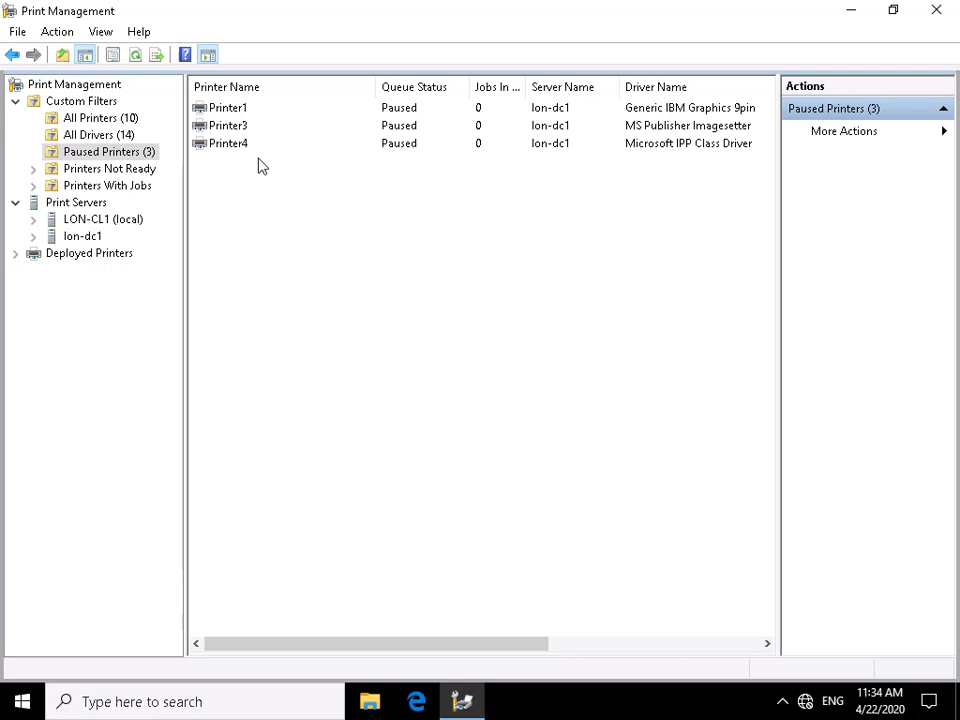 Print Management
File Action View Help
Print Management
Custom Filters
All Printers (10)
All Drivers (14)
Paused Printers (3)
Printers Not Ready
Printers With Jobs
Print Servers
LON-CL1 (local)
lon-dc1
Deployed Printers
Printer Name Queue Status Jobs In ... Server Name Driver Name
Printer1 Paused 0 lon-dc1 Generic IBM Graphics 9pin
Printer3 Paused 0 lon-dc1 MS Publisher Imagesetter
Printer4 Paused 0 lon-dc1 Microsoft IPP Class Driver
Actions
Paused Printers (3)
More Actions
Type here to search
ENG
11:34 AM
4/22/2020